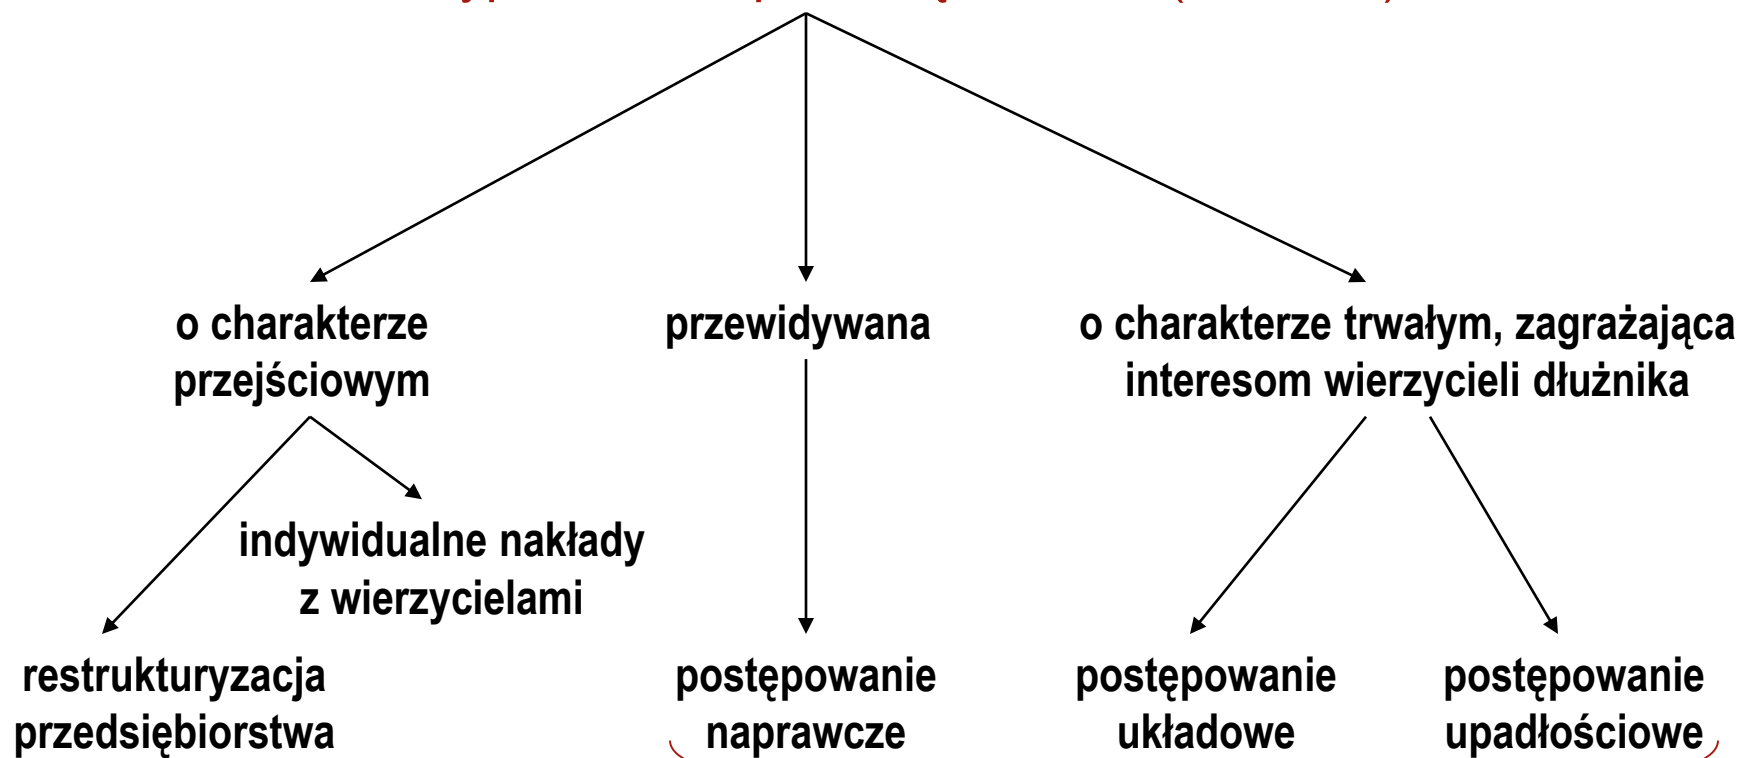 o charakterze
przejściowym
przewidywana
o charakterze trwałym, zagrażająca
interesom wierzycieli dłużnika
indywidualne nakłady
z wierzycielami
restrukturyzacja
przedsiębiorstwa
postępowanie
naprawcze
postępowanie
układowe
postępowanie
upadłościowe